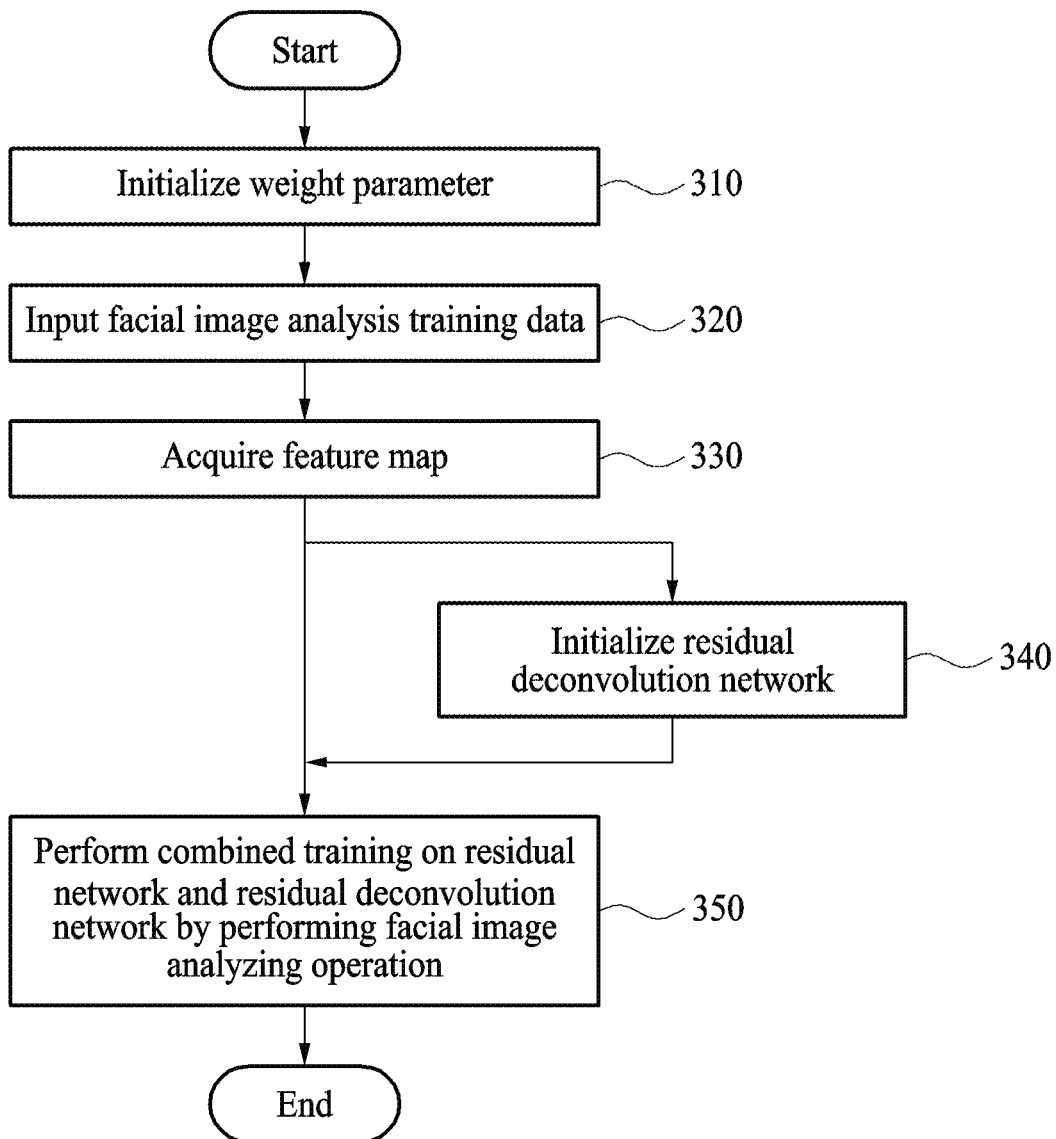 Start
Initialize weight parameter
310
Input facial image analysis training data
320
Acquire feature map
330
Initialize residual
deconvolution network
340
Perform combined training on residual
network and residual deconvolution
network by performing facial image
analyzing operation
350
End